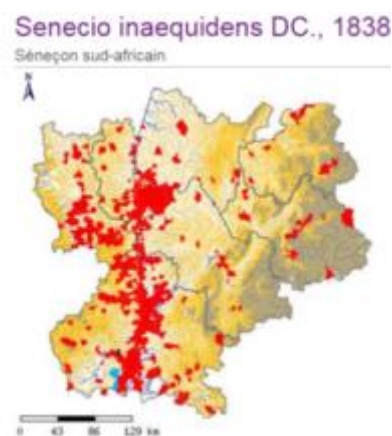 Senecio inaequidens DC., 1838
Séneçon sud-africain
N
0 43 86 129 km